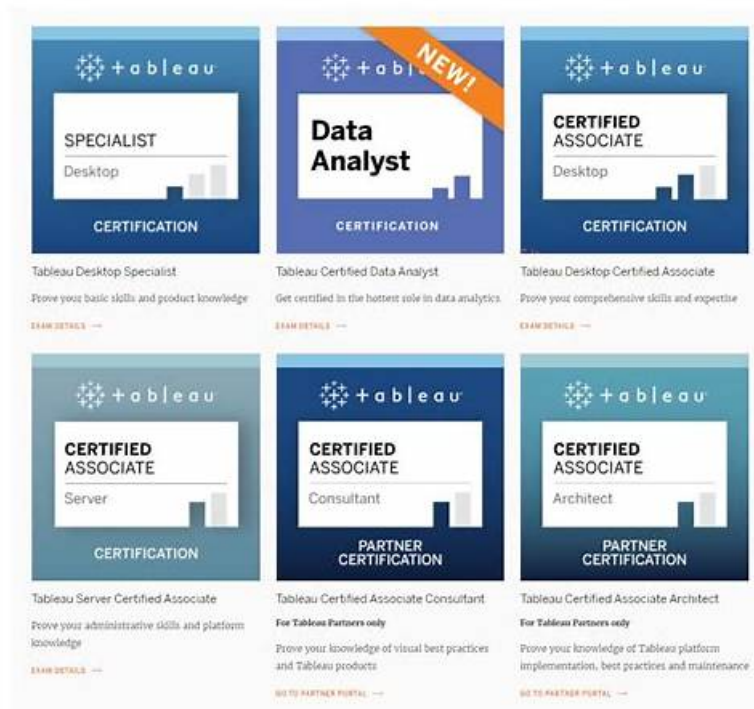 +ableau
SPECIALIST
Desktop
CERTIFICATION
Tableau Desktop Specialist
Prove your basic skills and product knowledge
EXAM DETAILS →
+abl
NEW!
Data
Analyst
CERTIFICATION
Tableau Certified Data Analyst
Get certified in the hottest role in data analytics
EXAM DETAILS →
+ableau
CERTIFIED
ASSOCIATE
Desktop
CERTIFICATION
Tableau Desktop Certified Associate
Prove your comprehensive skills and expertise
EXAM DETAILS →
+ableau
CERTIFIED
ASSOCIATE
Server
CERTIFICATION
Tableau Server Certified Associate
Prove your administrative skills and platform
knowledge
EXAM DETAILS →
+ableau
CERTIFIED
ASSOCIATE
Consultant
PARTNER
CERTIFICATION
Tableau Certified Associate Consultant
For Tableau Partners only
Prove your knowledge of visual best practices
and Tableau products
GO TO PARTNER PORTAL →
+ableau
CERTIFIED
ASSOCIATE
Architect
PARTNER
CERTIFICATION
Tableau Certified Associate Architect
For Tableau Partners only
Prove your knowledge of Tableau platform
implementation, best practices and maintenance
GO TO PARTNER PORTAL →